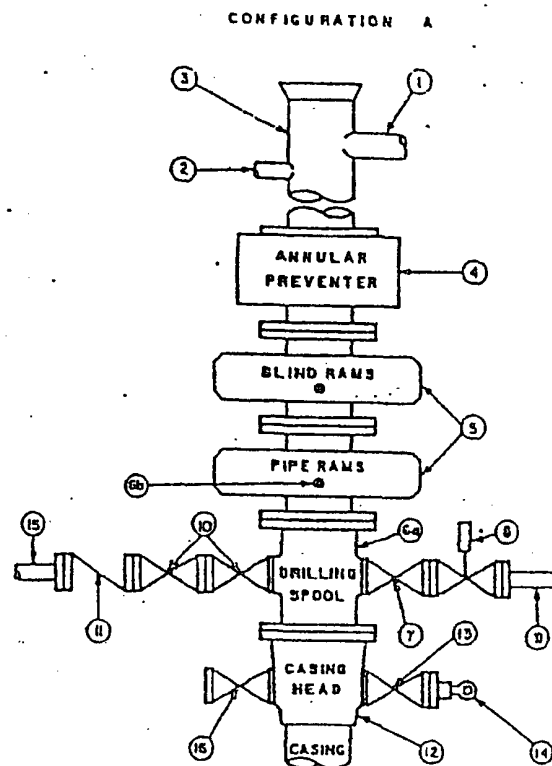 CONFIGURATION A
3
1
2
ANNULAR
PREVENTER
4
BLIND RAMS
5
PIPE RAMS
6b
6a
15
10
8
DRILLING
SPOOL
11
7
9
13
CASING
HEAD
16
12
14
CASING